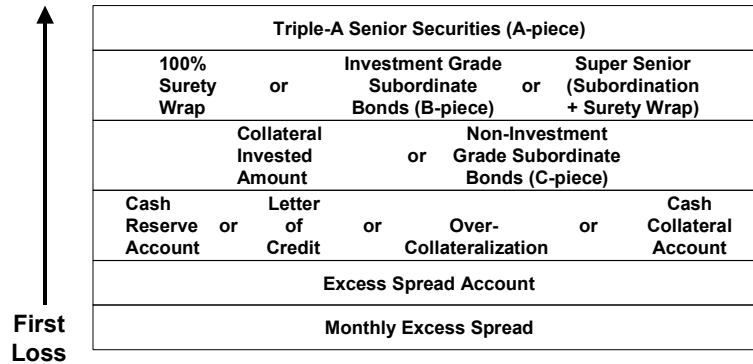 Triple-A Senior Securities (A-piece)
100% Investment Grade Super Senior
Surety or Subordinate or (Subordination
Wrap Bonds (B-piece) + Surety Wrap)
Collateral Non-Investment
Invested or Grade Subordinate
Amount Bonds (C-piece)
Cash Letter Cash
Reserve or of or Over- or Collateral
Account Credit Collateralization Account
Excess Spread Account
Monthly Excess Spread
First
Loss